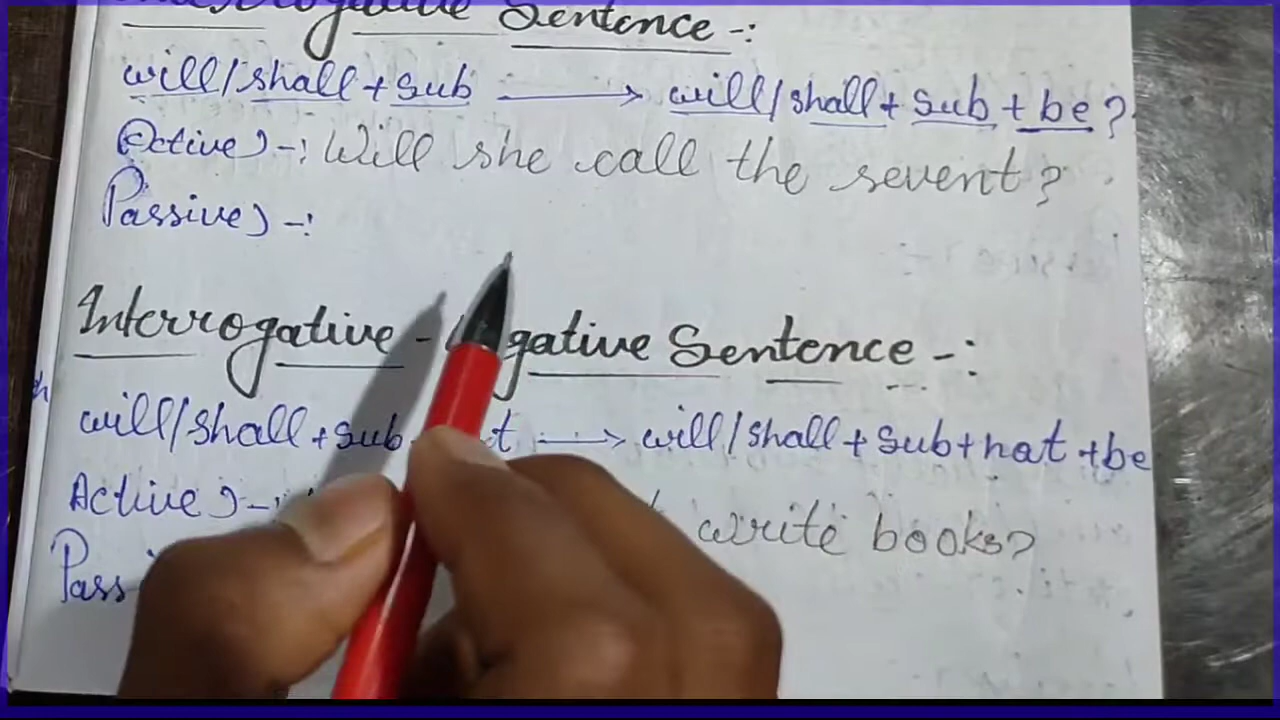 Sentence -:
will/shall + sub ⟶ will/shall + sub + be ?
Active) -: Will she call the sevent ?
Passive) -:
Interrogative - gative Sentence -:
will/shall + sub t ⟶ will/shall + sub + not + be
Active) -: write books?
Pass